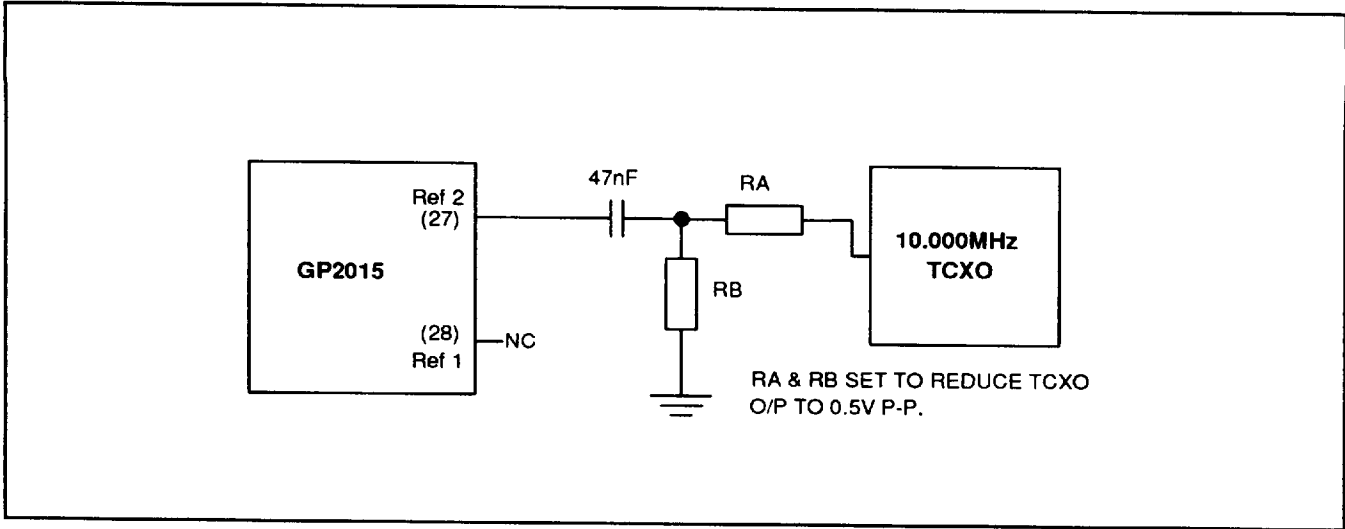 Ref 2
(27)
GP2015
(28)
Ref 1
NC
47nF
RA
RB
10.000MHz
TCXO
RA & RB SET TO REDUCE TCXO
O/P TO 0.5V P-P.